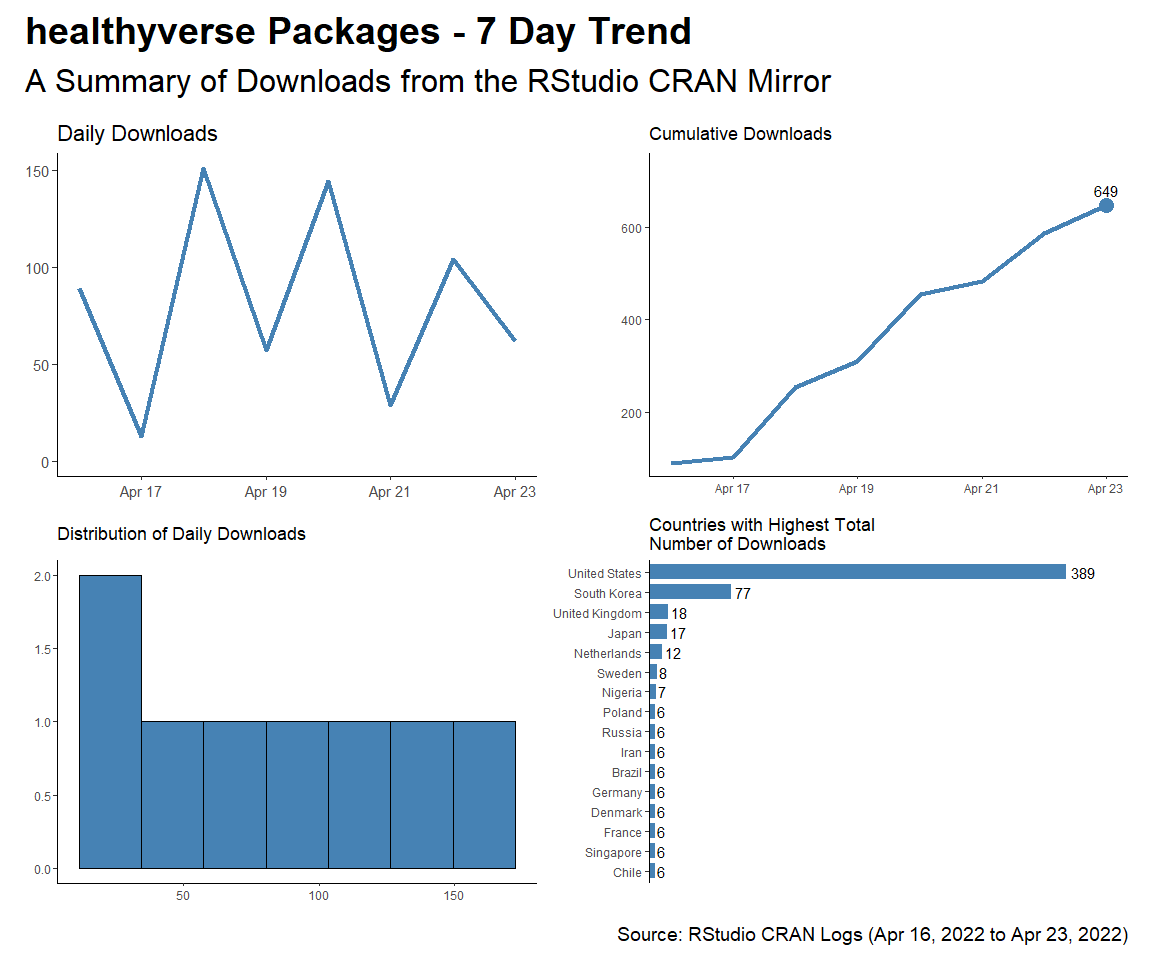 healthyverse Packages - 7 Day Trend
A Summary of Downloads from the RStudio CRAN Mirror
Daily Downloads
150
100
50
0
Apr 17
Apr 19
Apr 21
Apr 23
Cumulative Downloads
649
600
400
200
Apr 17
Apr 19
Apr 21
Apr 23
Distribution of Daily Downloads
2.0
1.5
1.0
0.5
0.0
50
100
150
Countries with Highest Total
Number of Downloads
United States 389
South Korea 77
United Kingdom 18
Japan 17
Netherlands 12
Sweden 8
Nigeria 7
Poland 6
Russia 6
Iran 6
Brazil 6
Germany 6
Denmark 6
France 6
Singapore 6
Chile 6
Source: RStudio CRAN Logs (Apr 16, 2022 to Apr 23, 2022)